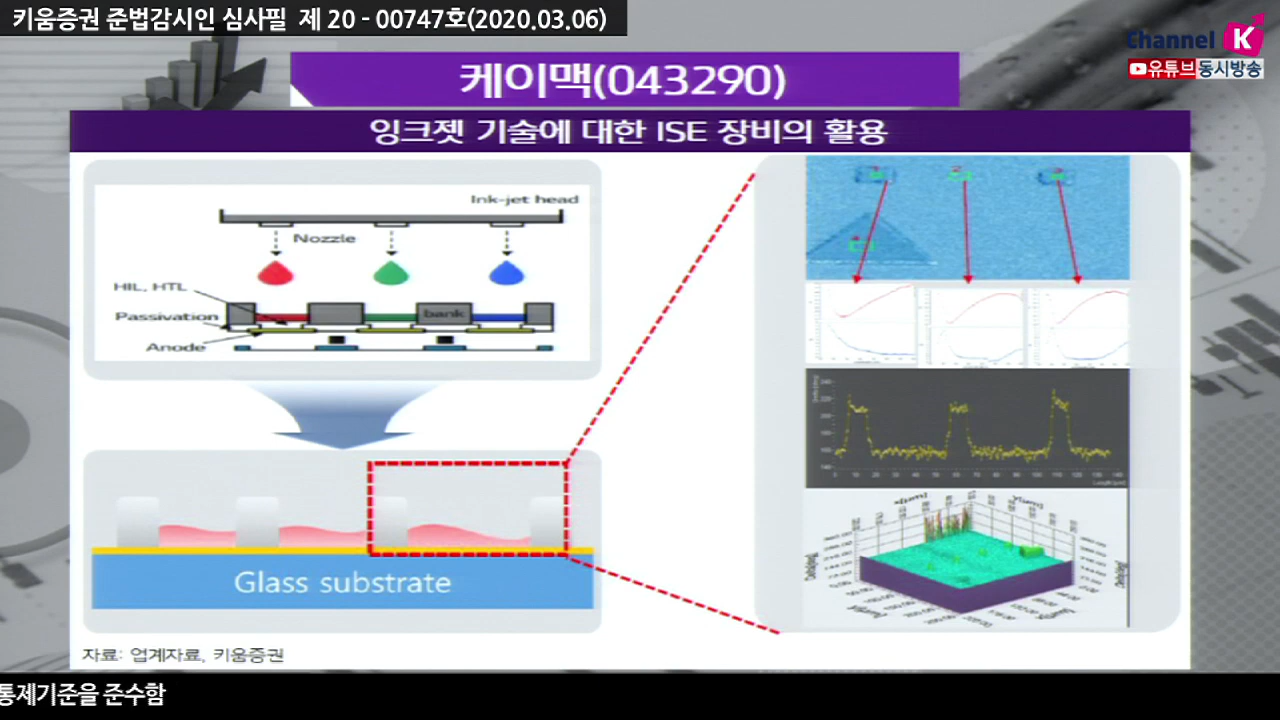 키움증권 준법감시인 심사필 제 20 - 00747호(2020.03.06)
Channel K
유튜브 동시방송
케이맥(043290)
잉크젯 기술에 대한 ISE 장비의 활용
Ink-jet head
Nozzle
HIL, HTL
Passivation
bank
Anode
Glass substrate
자료: 업계자료, 키움증권
통제기준을 준수함